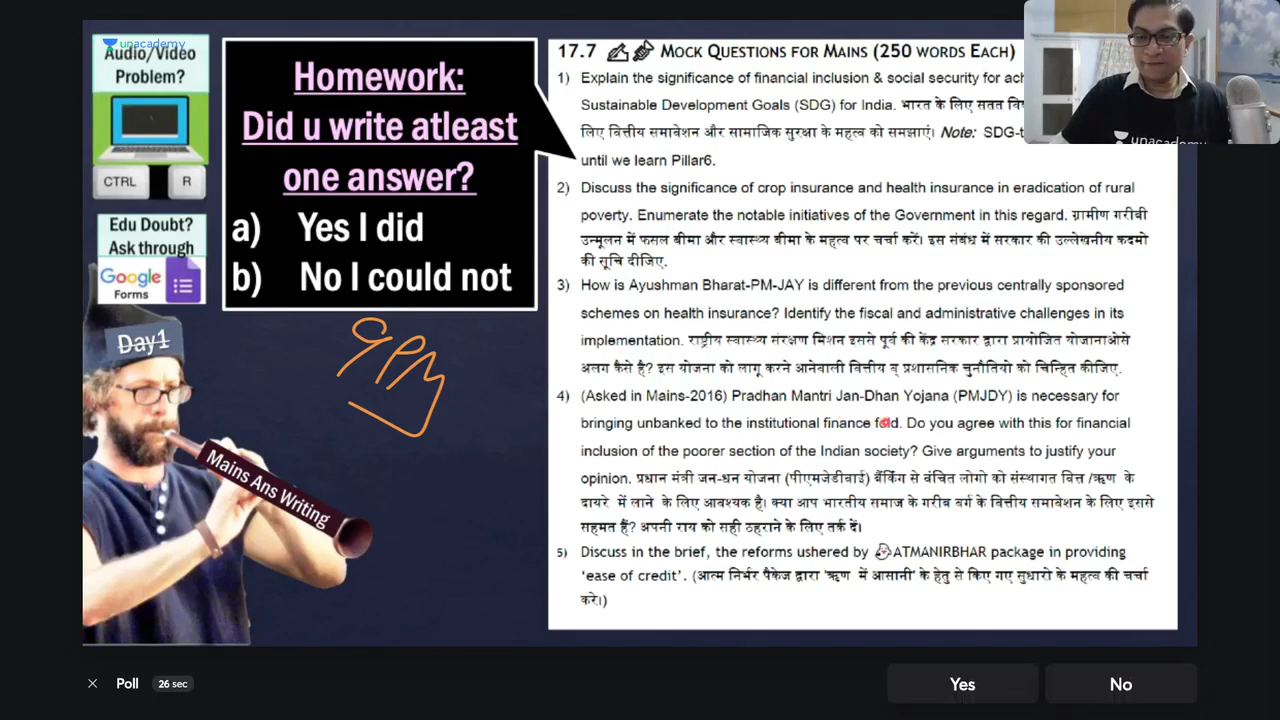 unacademy
Audio/Video
Problem?
CTRL
R
Edu Doubt?
Ask through
Google
Forms
Day1
Mains Ans Writing
Homework:
Did u write atleast
one answer?
a) Yes I did
b) No I could not
9PM
17.7 MOCK QUESTIONS FOR MAINS (250 WORDS EACH)
1) Explain the significance of financial inclusion & social security for
Sustainable Development Goals (SDG) for India. भारत के लिए सतत
लिए वित्तीय समावेशन और सामाजिक सुरक्षा के महत्व को समझाएं। Note:
until we learn Pillar6.
2) Discuss the significance of crop insurance and health insurance in eradication of rural
poverty. Enumerate the notable initiatives of the Government in this regard. ग्रामीण गरीबी
उन्मूलन में फसल बीमा और स्वास्थ्य बीमा के महत्व पर चर्चा करें। इस संबंध में सरकार की उल्लेखनीय कदमो
की सूचि दीजिए.
3) How is Ayushman Bharat-PM-JAY is different from the previous centrally sponsored
schemes on health insurance? Identify the fiscal and administrative challenges in its
implementation. राष्ट्रीय स्वास्थ्य संरक्षण मिशन इससे पूर्व की केंद्र सरकार द्वारा प्रायोजित योजनाओसे
अलग कैसे है? इस योजना को लागू करने आनेवाली वित्तीय व् प्रशासनिक चुनौतियो को चिन्हित कीजिए.
4) (Asked in Mains-2016) Pradhan Mantri Jan-Dhan Yojana (PMJDY) is necessary for
bringing unbanked to the institutional finance Do you agree with this for financial
inclusion of the poorer section of the Indian society? Give arguments to justify your
opinion. प्रधान मंत्री जन-धन योजना (पीएमजेडीवाई) बैंकिंग से वंचित लोगो को संस्थागत वित्त /ऋण के
दायरे में लाने के लिए आवश्यक है। क्या आप भारतीय समाज के गरीब वर्ग के वित्तीय समावेशन के लिए इससे
सहमत हैं? अपनी राय को सही ठहराने के लिए तर्क दें।
5) Discuss in the brief, the reforms ushered by ATMANIRBHAR package in providing
‘ease of credit’. (आत्म निर्भर पैकेज द्वारा 'ऋण में आसानी' के हेतु से किए गए सुधारो के महत्व की चर्चा
करे।)
unacademy
Poll 26 sec
Yes
No